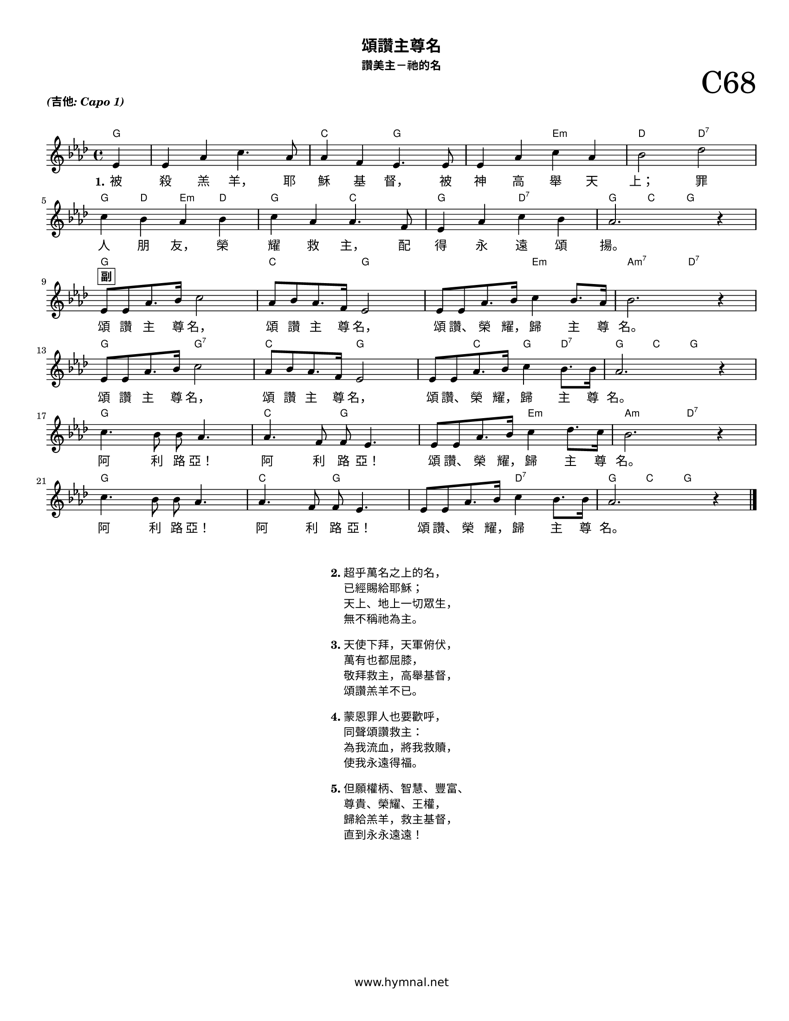 頌讚主尊名
讚美主－祂的名
C68
(吉他: Capo 1)
G C G Em D D7
1. 被 殺 羔 羊， 耶 穌 基 督， 被 神 高 舉 天 上； 罪
5 G D Em D G C G D7 G C G
人 朋 友， 榮 耀 救 主， 配 得 永 遠 頌 揚。
G C G Em Am7 D7
副
9
頌 讚 主 尊 名， 頌 讚 主 尊 名， 頌 讚、 榮 耀， 歸 主 尊 名。
13 G G7 C G C G D7 G C G
頌 讚 主 尊 名， 頌 讚 主 尊 名， 頌 讚、 榮 耀， 歸 主 尊 名。
17 G C G Em Am D7
阿 利 路 亞！ 阿 利 路 亞！ 頌 讚、 榮 耀， 歸 主 尊 名。
21 G C G D7 G C G
阿 利 路 亞！ 阿 利 路 亞！ 頌 讚、 榮 耀， 歸 主 尊 名。
2. 超乎萬名之上的名，
已經賜給耶穌；
天上、地上一切眾生，
無不稱祂為主。
3. 天使下拜，天軍俯伏，
萬有也都屈膝，
敬拜救主，高舉基督，
頌讚羔羊不已。
4. 蒙恩罪人也要歡呼，
同聲頌讚救主：
為我流血，將我救贖，
使我永遠得福。
5. 但願權柄、智慧、豐富、
尊貴、榮耀、王權，
歸給羔羊，救主基督，
直到永永遠遠！
www.hymnal.net